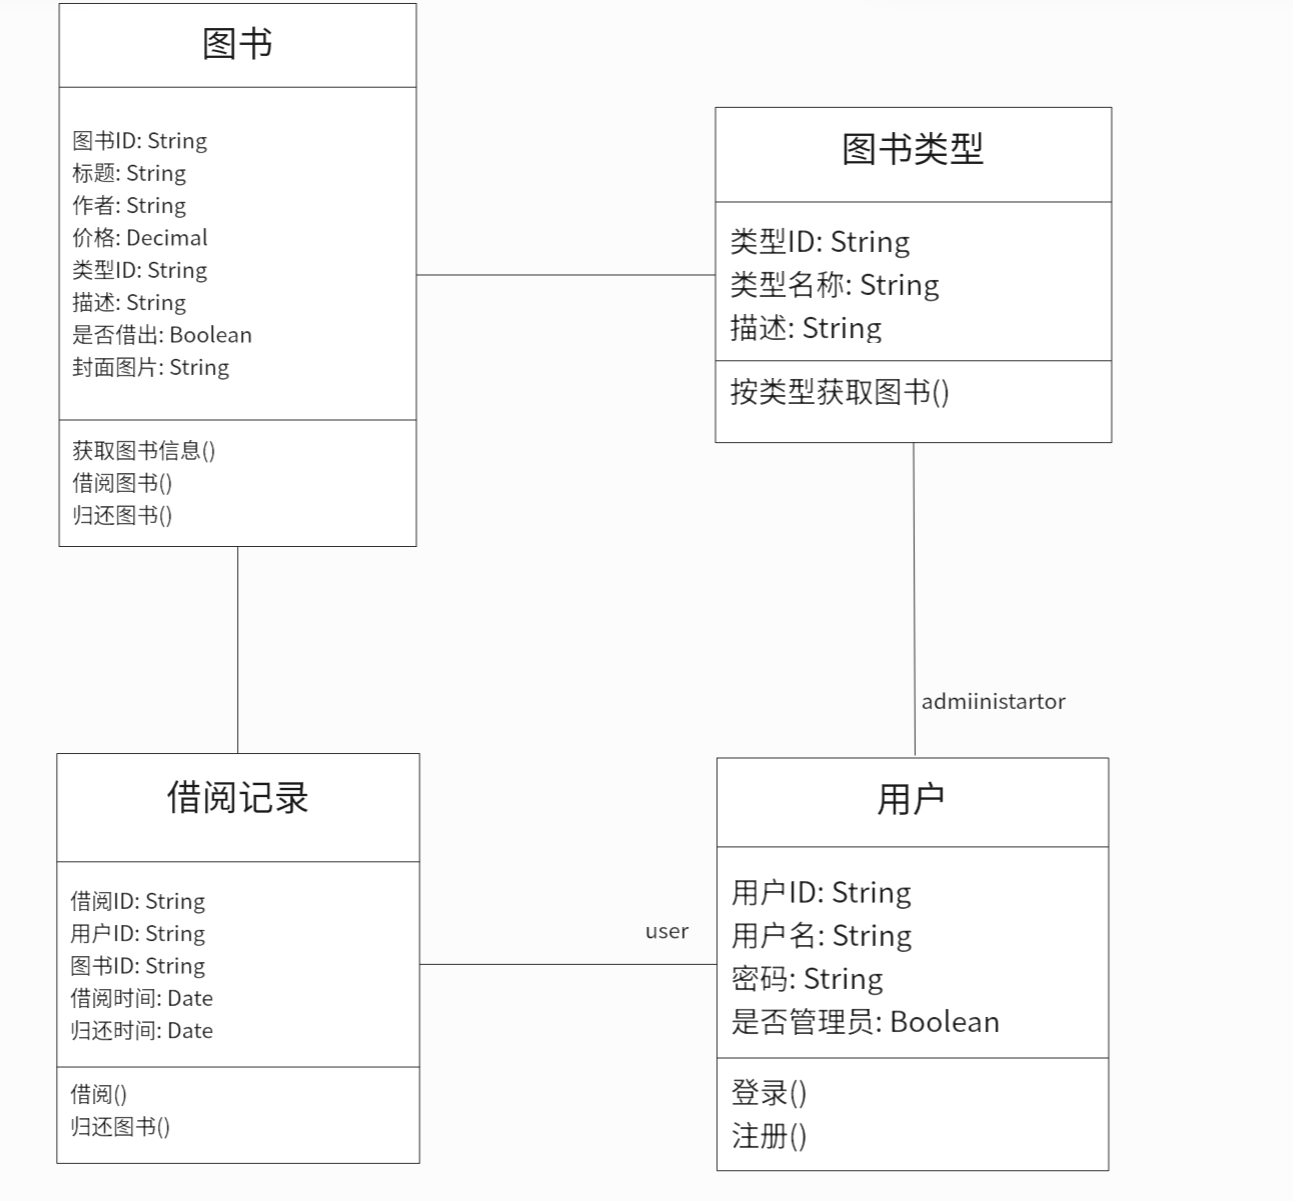 图书
图书ID: String
标题: String
作者: String
价格: Decimal
类型ID: String
描述: String
是否借出: Boolean
封面图片: String
获取图书信息()
借阅图书()
归还图书()
图书类型
类型ID: String
类型名称: String
描述: String
按类型获取图书()
admiinistartor
借阅记录
借阅ID: String
用户ID: String
图书ID: String
借阅时间: Date
归还时间: Date
借阅()
归还图书()
user
用户
用户ID: String
用户名: String
密码: String
是否管理员: Boolean
登录()
注册()